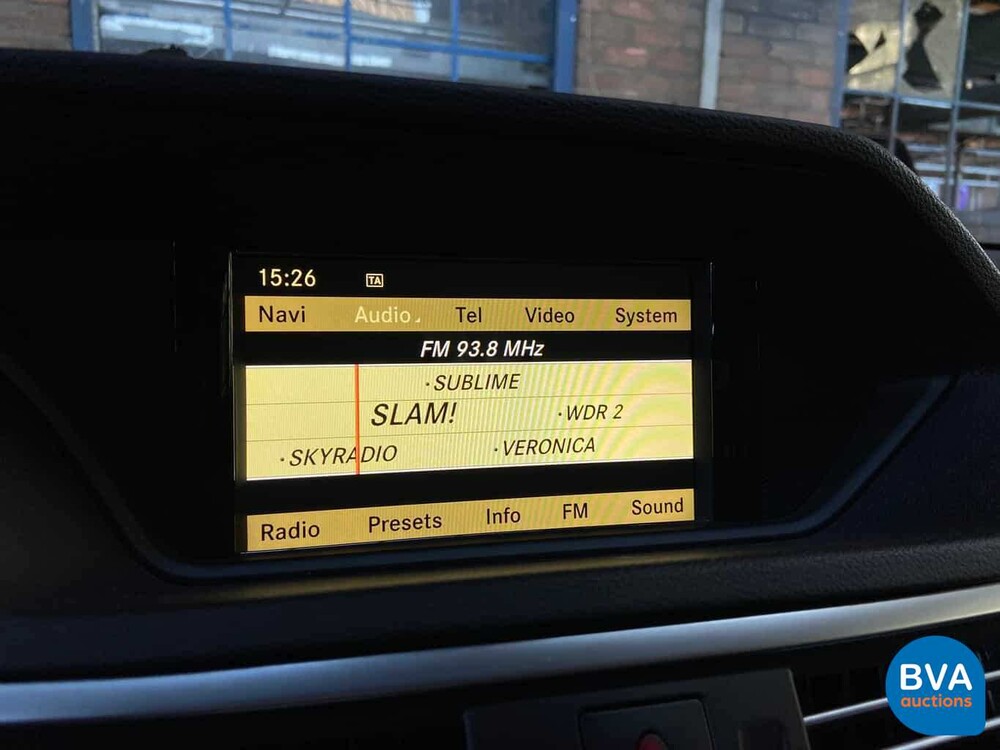 15:26 TA
Navi Audio Tel Video System
FM 93.8 MHz
·SUBLIME
SLAM! ·WDR 2
·SKYRADIO ·VERONICA
Radio Presets Info FM Sound
BVA
auctions